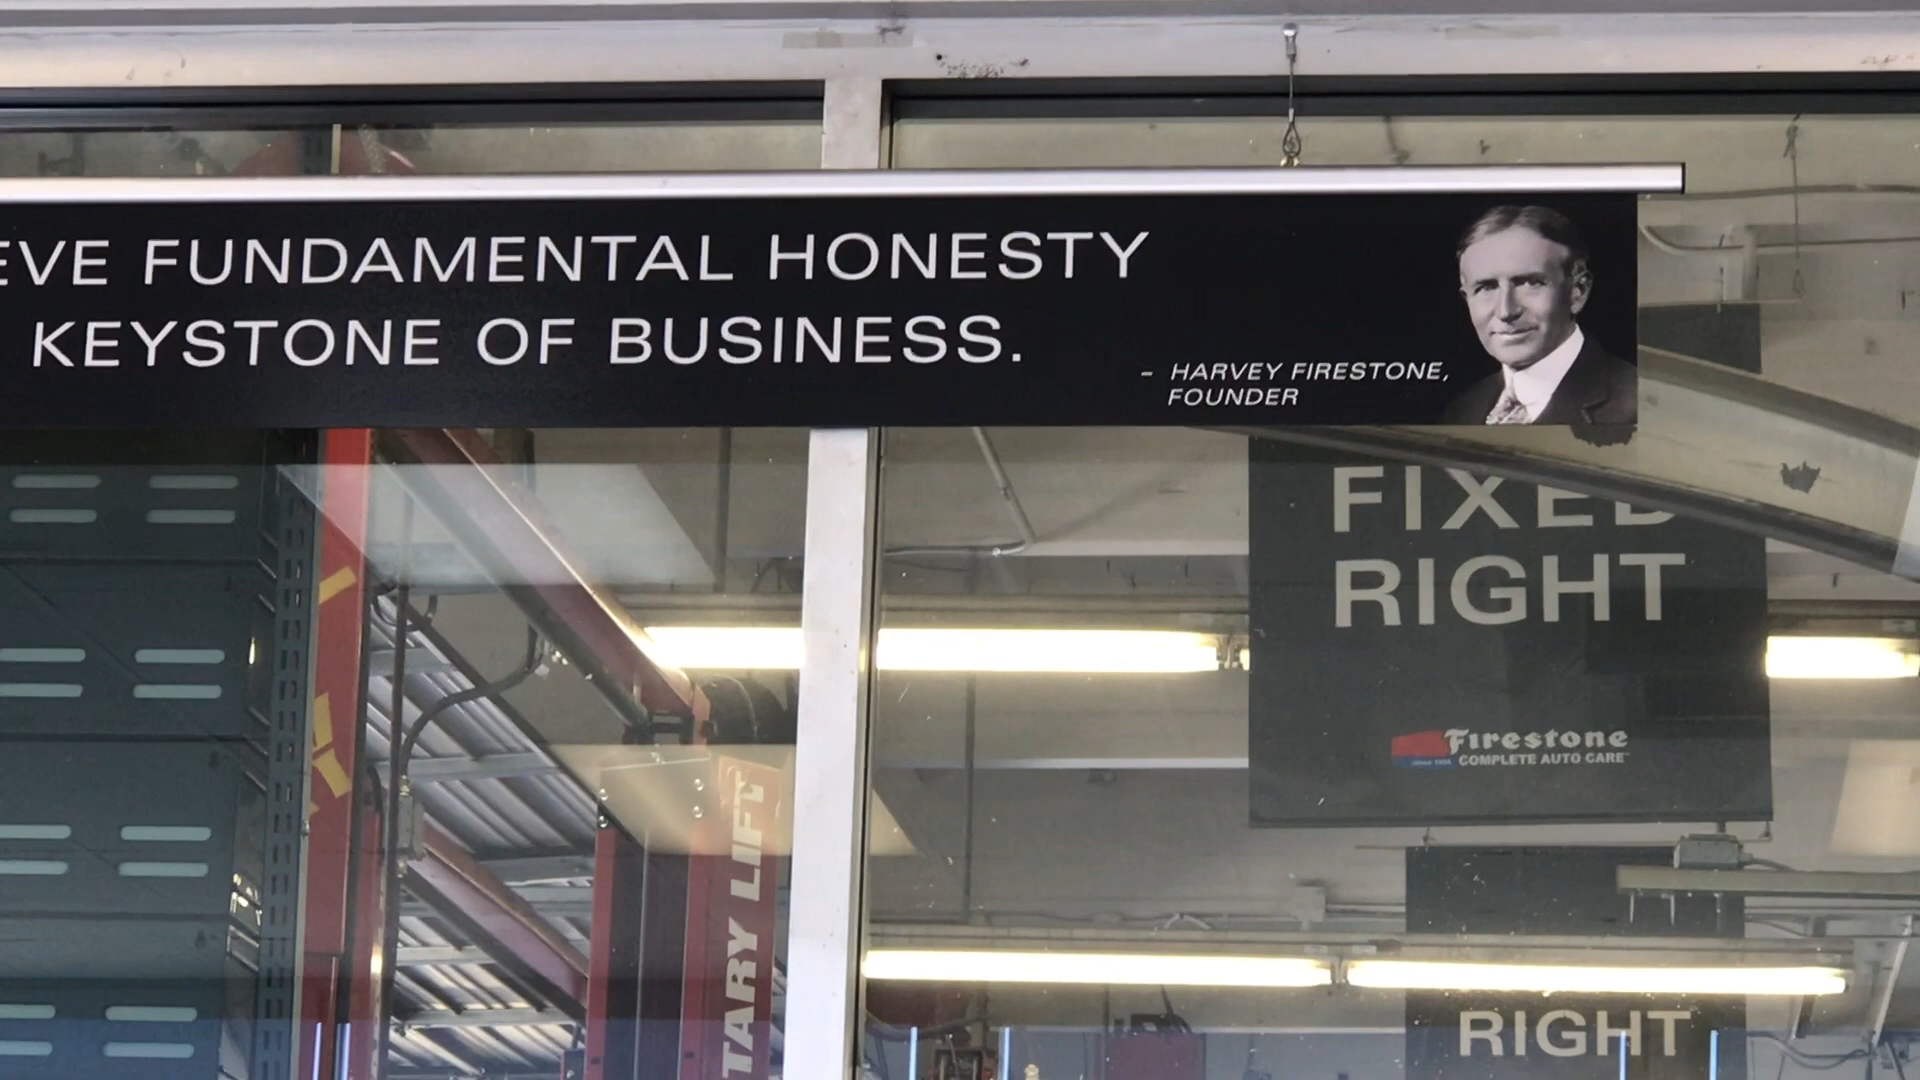 EVE FUNDAMENTAL HONESTY
KEYSTONE OF BUSINESS.
– HARVEY FIRESTONE,
FOUNDER
FIXED
RIGHT
Firestone
COMPLETE AUTO CARE
TARY LIFT
RIGHT